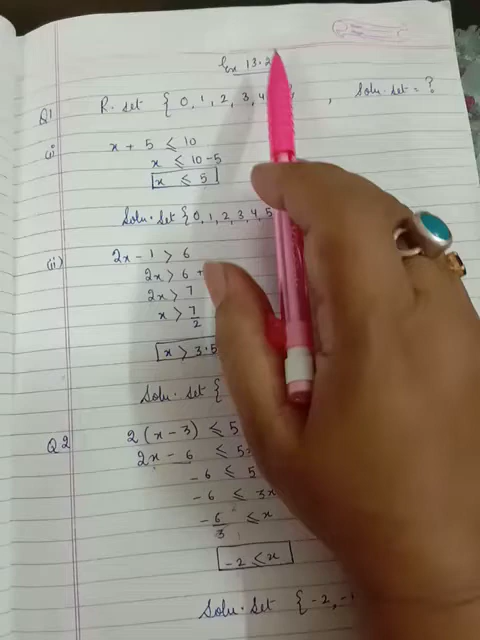 Ex 13.2
Q1 R. set { 0, 1, 2, 3, 4 } , Solu. set = ?
(i) x + 5 ≤ 10
x ≤ 10 - 5
x ≤ 5
Solu. Set { 0, 1, 2, 3, 4, 5
(ii) 2x - 1 > 6
2x > 6 +
2x > 7
x > 7/2
x > 3.5
Solu. Set {
Q2 2(x - 3) ≤ 5
2x - 6 ≤ 5
-6 ≤ 5
-6 ≤ 3x
-6/3 ≤ x
-2 ≤ x
Solu. Set { -2, -1